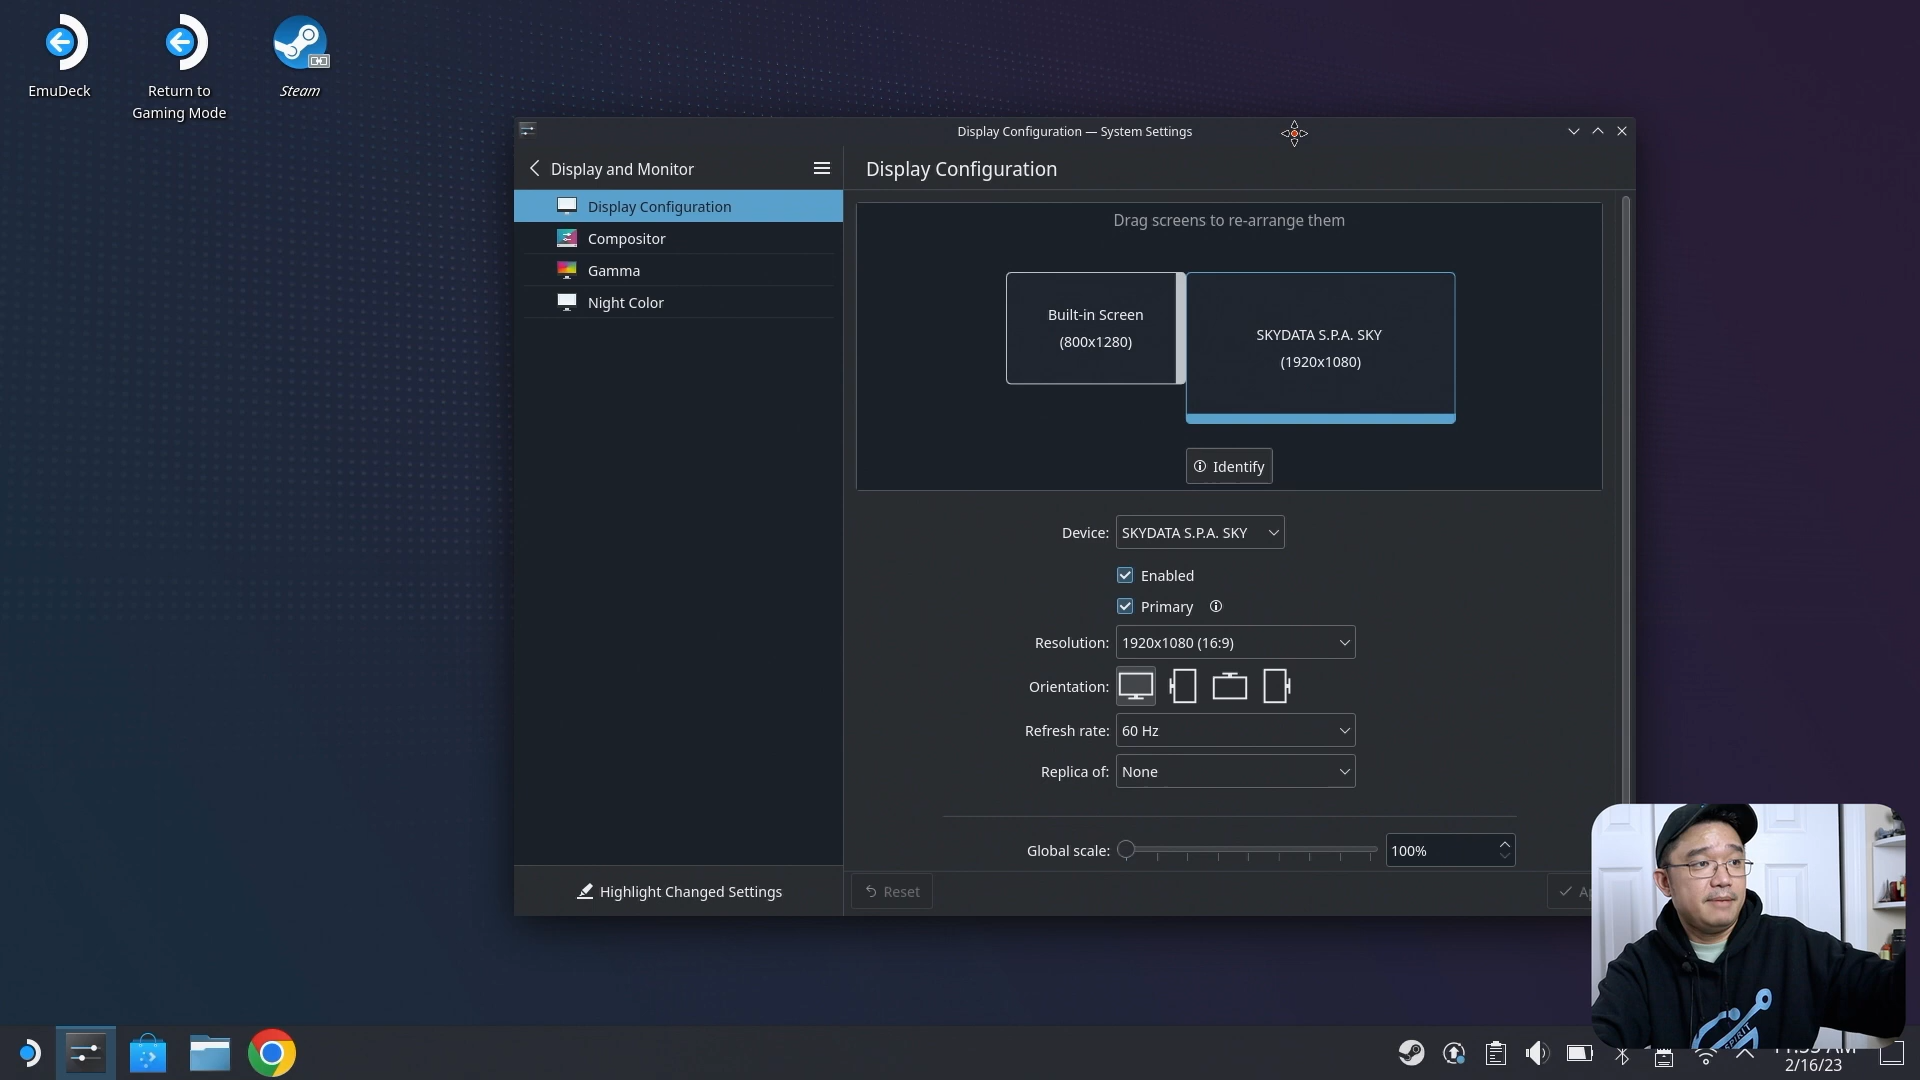 EmuDeck
Return to
Gaming Mode
Steam
Display Configuration — System Settings
Display and Monitor
Display Configuration
Display Configuration
Compositor
Gamma
Night Color
Drag screens to re-arrange them
Built-in Screen
(800x1280)
SKYDATA S.P.A. SKY
(1920x1080)
Identify
Device: SKYDATA S.P.A. SKY
Enabled
Primary
Resolution: 1920x1080 (16:9)
Orientation:
Refresh rate: 60 Hz
Replica of: None
Global scale: 100%
Highlight Changed Settings
Reset
SPIRIT
2/16/23